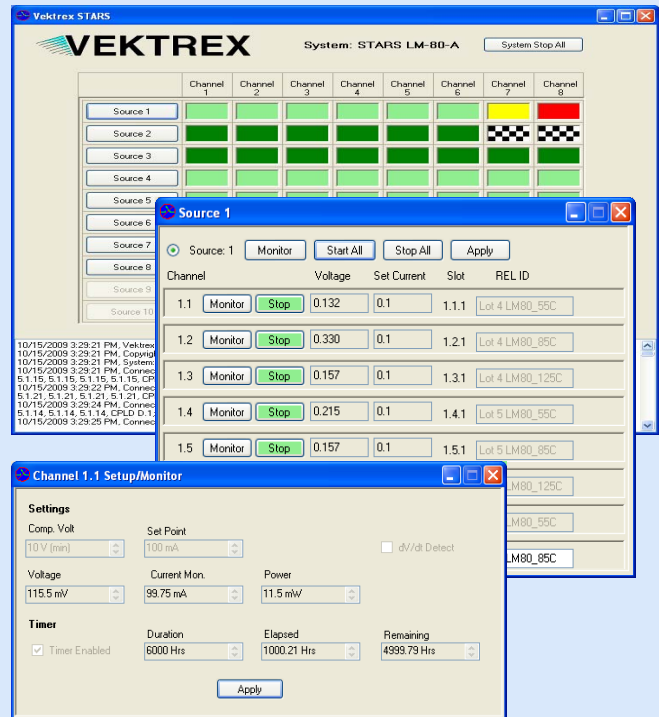 Vektrex STARS
VEKTREX System: STARS LM-80-A System Stop All
Channel 1 Channel 2 Channel 3 Channel 4 Channel 5 Channel 6 Channel 7 Channel 8
Source 1
Source 2
Source 3
Source 4
Source 5
Source 6
Source 7
Source 8
Source 9
Source 10
10/15/2009 3:29:21 PM, Vektrex
10/15/2009 3:29:21 PM, Copyrig
10/15/2009 3:29:21 PM, System:
10/15/2009 3:29:21 PM, Connec
5.1.15, 5.1.15, 5.1.15, 5.1.15, CP
10/15/2009 3:29:22 PM, Connec
5.1.21, 5.1.21, 5.1.21, 5.1.21, CP
10/15/2009 3:29:24 PM, Connec
5.1.14, 5.1.14, 5.1.14, CPLD D.1,
10/15/2009 3:29:25 PM, Connec
Source 1
Source: 1 Monitor Start All Stop All Apply
Channel Voltage Set Current Slot REL ID
1.1 Monitor Stop 0.132 0.1 1.1.1 Lot 4 LM80_55C
1.2 Monitor Stop 0.330 0.1 1.2.1 Lot 4 LM80_85C
1.3 Monitor Stop 0.157 0.1 1.3.1 Lot 4 LM80_125C
1.4 Monitor Stop 0.215 0.1 1.4.1 Lot 5 LM80_55C
1.5 Monitor Stop 0.157 0.1 1.5.1 Lot 5 LM80_85C
LM80_125C
LM80_55C
LM80_85C
Channel 1.1 Setup/Monitor
Settings
Comp. Volt Set Point
10 V (min) 100 mA dV/dt Detect
Voltage Current Mon. Power
115.5 mV 99.75 mA 11.5 mW
Timer
Duration Elapsed Remaining
Timer Enabled 6000 Hrs 1000.21 Hrs 4999.79 Hrs
Apply